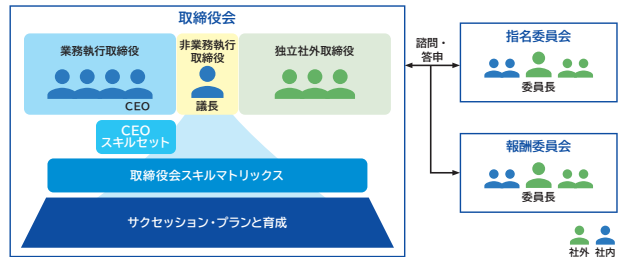 取締役会
業務執行取締役
CEO
非業務執行
取締役
議長
独立社外取締役
CEO
スキルセット
取締役会スキルマトリックス
サクセッション・プランと育成
諮問・
答申
指名委員会
委員長
報酬委員会
委員長
社外 社内